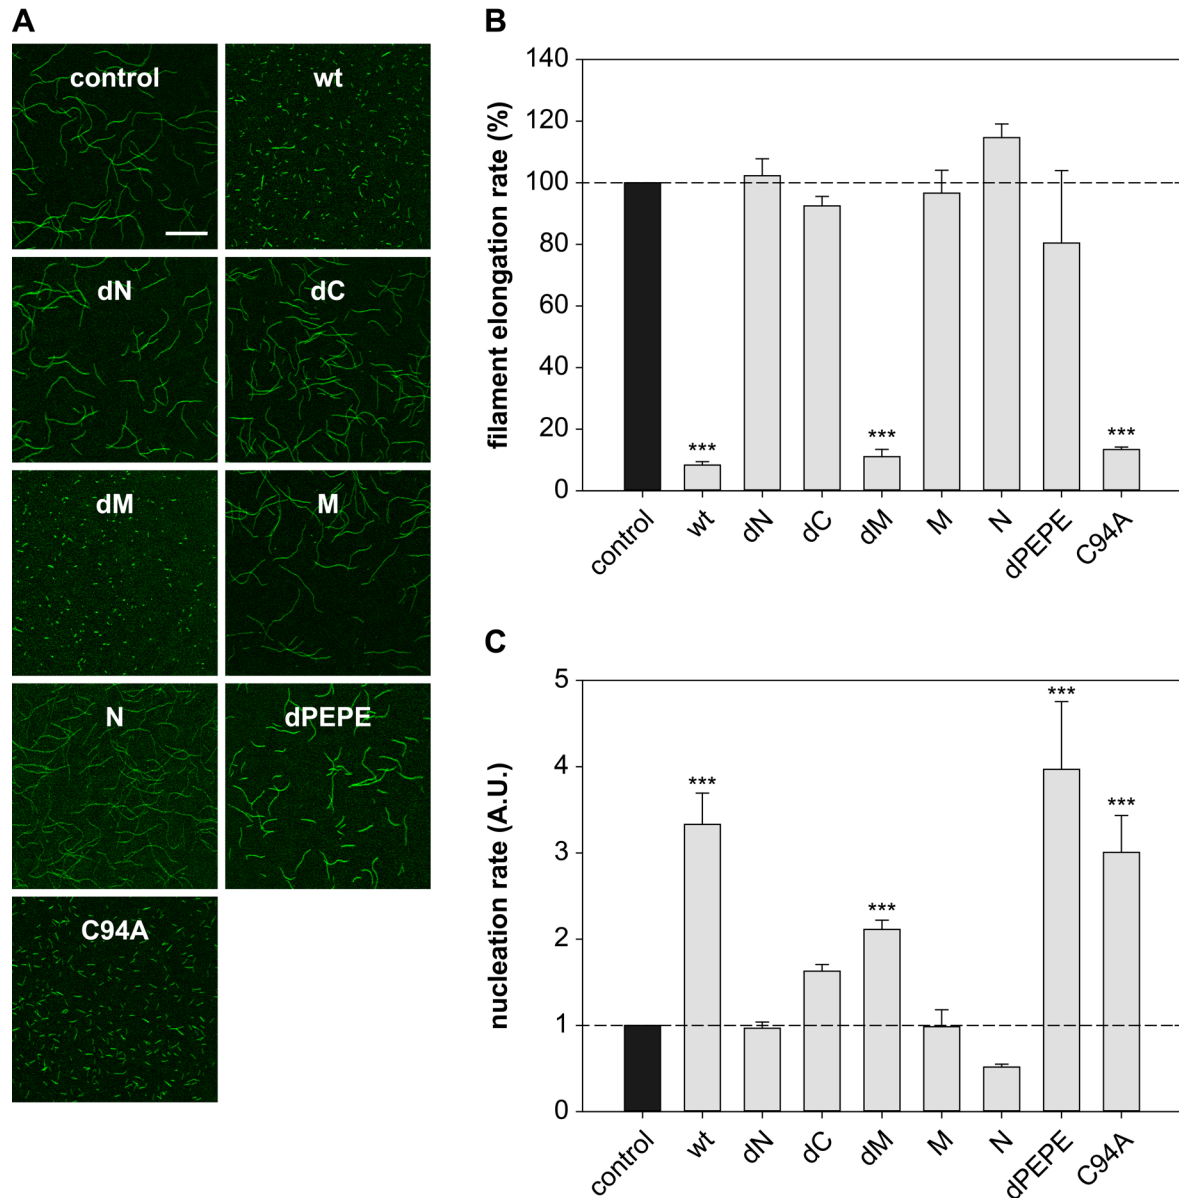 A
control
wt
dN
dC
dM
M
N
dPEPE
C94A
B
filament elongation rate (%)
140
120
100
80
60
40
20
0
***
***
***
control
wt
dN
dC
dM
M
N
dPEPE
C94A
C
nucleation rate (A.U.)
5
4
3
2
1
0
***
***
***
***
control
wt
dN
dC
dM
M
N
dPEPE
C94A